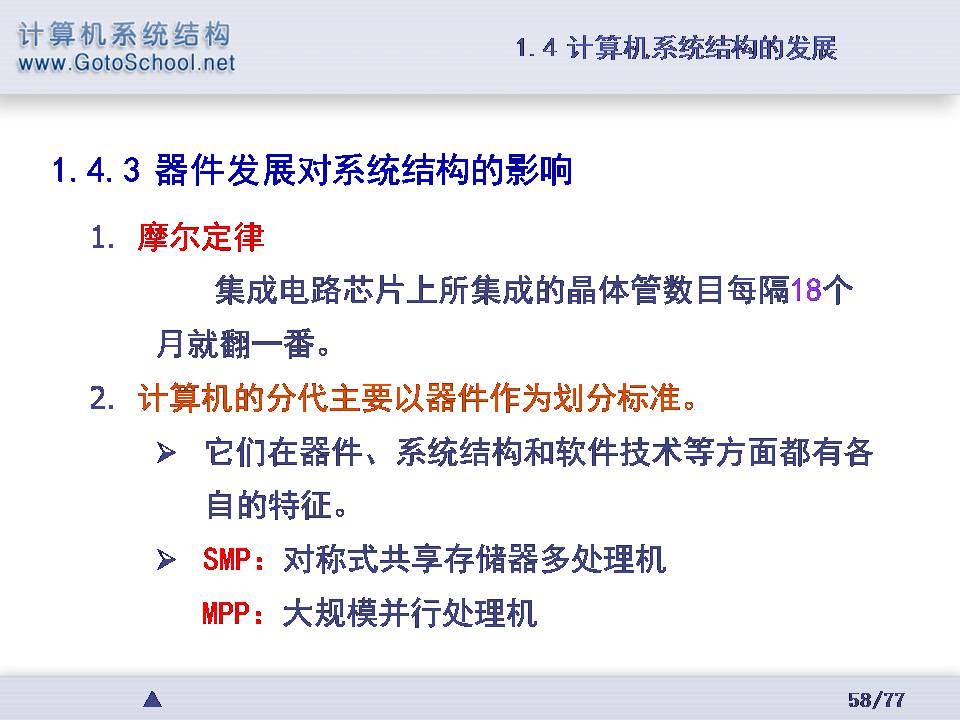 计算机系统结构
www.GotoSchool.net
1.4 计算机系统结构的发展
1.4.3 器件发展对系统结构的影响
1. 摩尔定律
集成电路芯片上所集成的晶体管数目每隔18个
月就翻一番。
2. 计算机的分代主要以器件作为划分标准。
➢ 它们在器件、系统结构和软件技术等方面都有各
自的特征。
➢ SMP：对称式共享存储器多处理机
MPP：大规模并行处理机
58/77